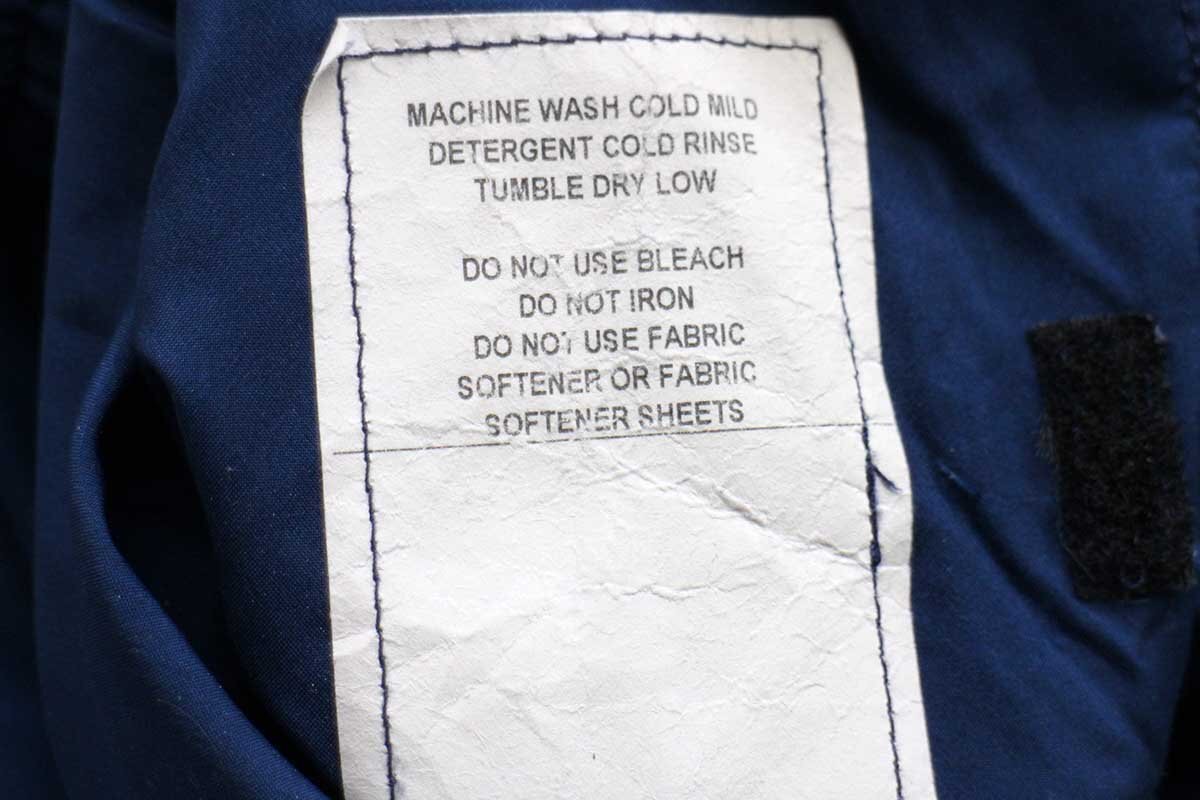 MACHINE WASH COLD MILD
DETERGENT COLD RINSE
TUMBLE DRY LOW
DO NOT USE BLEACH
DO NOT IRON
DO NOT USE FABRIC
SOFTENER OR FABRIC
SOFTENER SHEETS